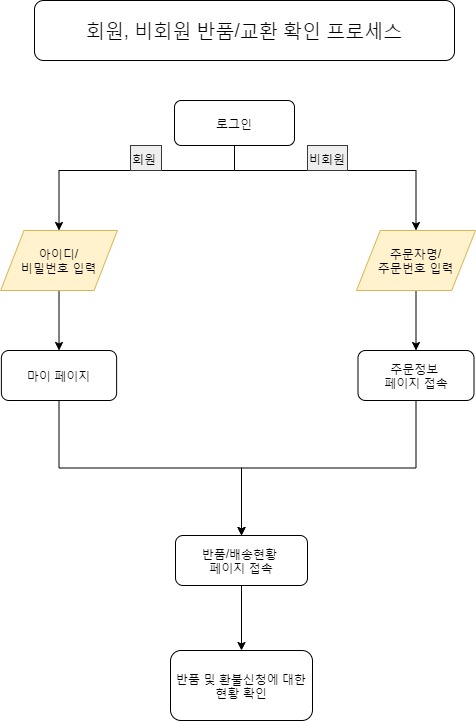 회원, 비회원 반품/교환 확인 프로세스
로그인
회원
비회원
아이디/
비밀번호 입력
주문자명/
주문번호 입력
마이 페이지
주문정보
페이지 접속
반품/배송현황
페이지 접속
반품 및 환불신청에 대한
현황 확인